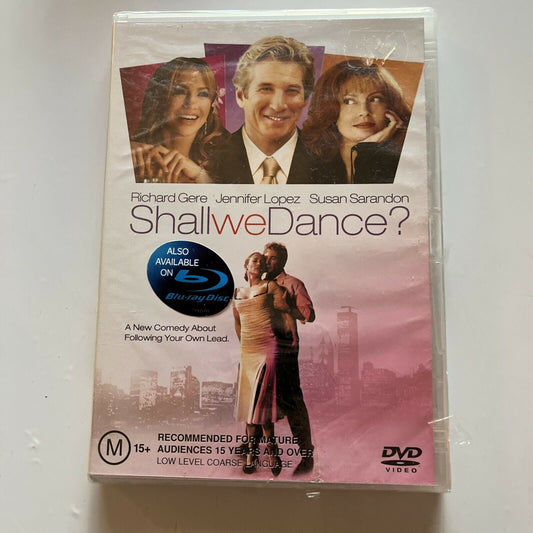 Richard Gere Jennifer Lopez Susan Sarandon
ShallweDance?
ALSO
AVAILABLE
ON
Blu-ray Disc
A New Comedy About
Following Your Own Lead.
M 15+
RECOMMENDED FOR MATURE
AUDIENCES 15 YEARS AND OVER
LOW LEVEL COARSE LANGUAGE
DVD
VIDEO